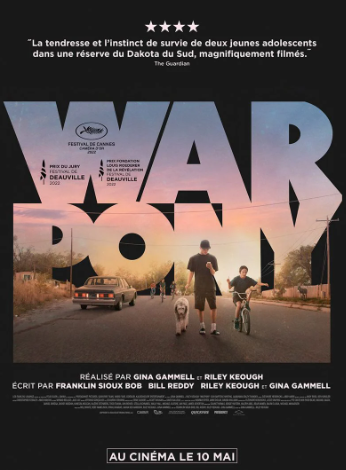 "La tendresse et l'instinct de survie de deux jeunes adolescents
dans une réserve du Dakota du Sud, magnifiquement filmés."
The Guardian
WAR
PONY
FESTIVAL DE CANNES
CAMÉRA D'OR
2022
PRIX DU JURY
FESTIVAL DE
DEAUVILLE
2022
PRIX FONDATION
LOUIS ROEDERER
DE LA RÉVÉLATION
FESTIVAL DE
DEAUVILLE
2022
RÉALISÉ PAR GINA GAMMELL ET RILEY KEOUGH
ÉCRIT PAR FRANKLIN SIOUX BOB BILL REDDY RILEY KEOUGH ET GINA GAMMELL
AU CINÉMA LE 10 MAI